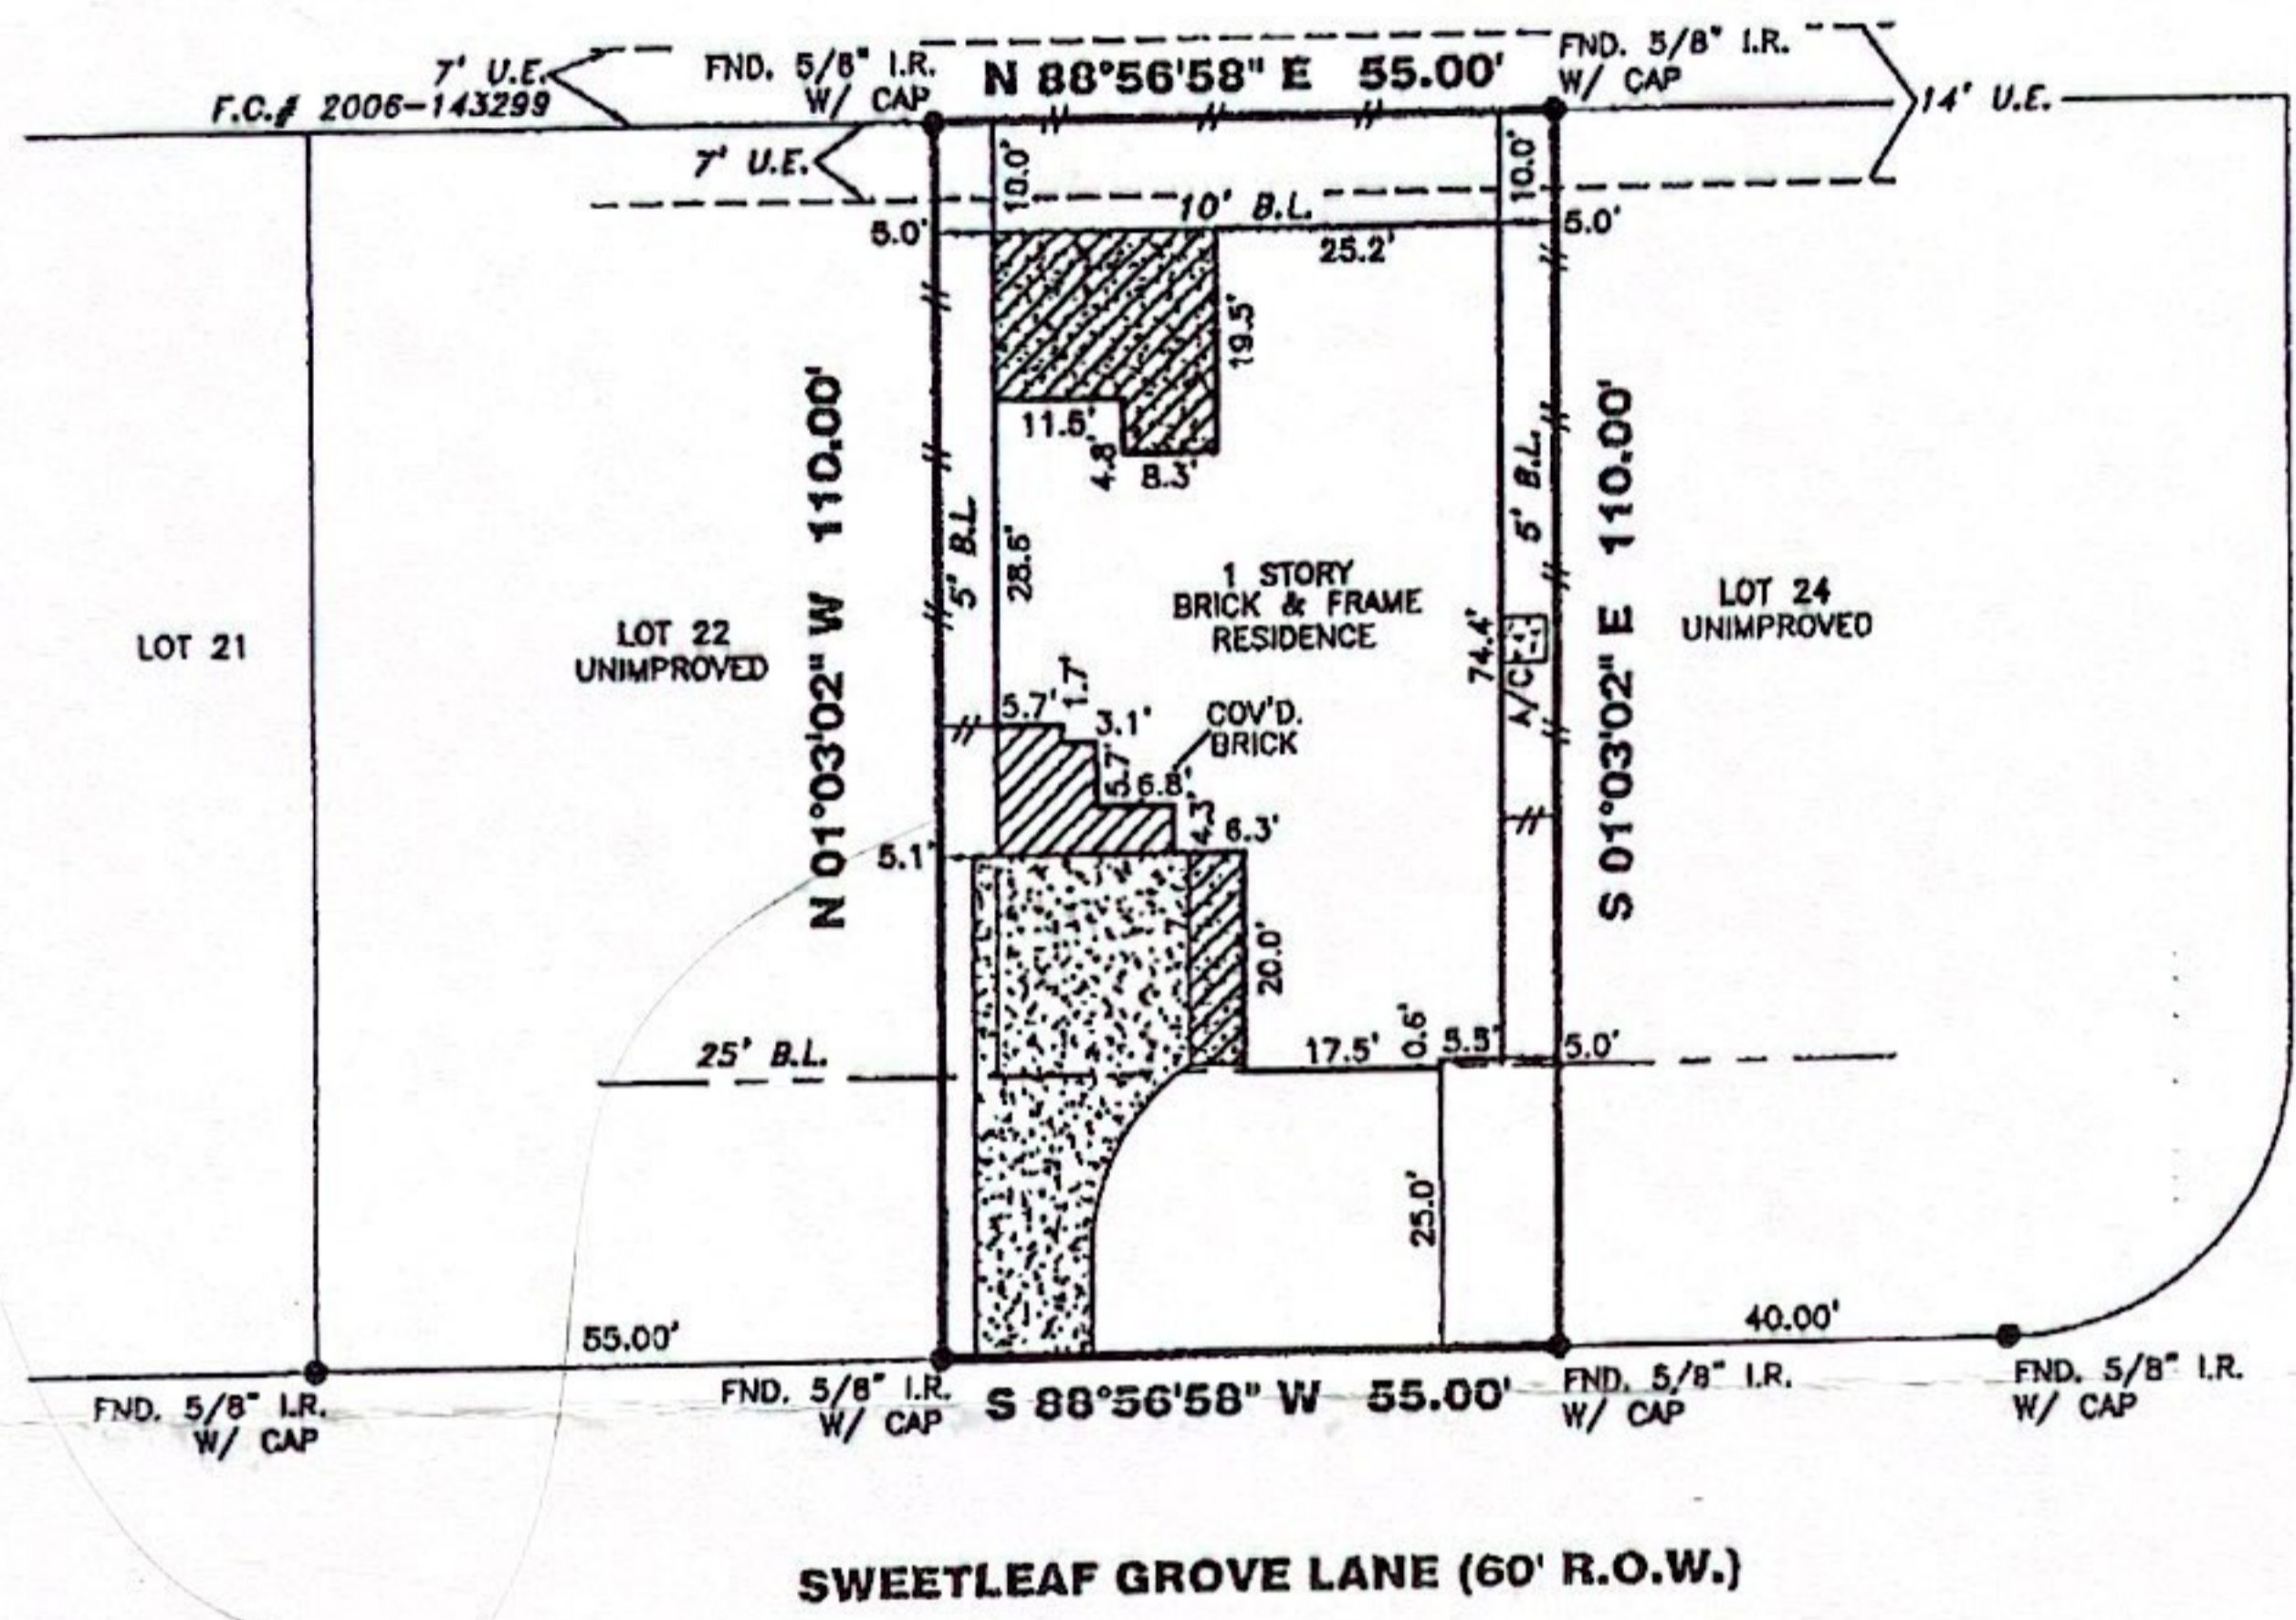 7' U.E.
F.C.# 2006-143299
FND. 5/8" I.R.
W/ CAP
N 88°56'58" E 55.00'
FND. 5/8" I.R.
W/ CAP
14' U.E.
7' U.E.
10.0'
10.0'
10' B.L.
5.0'
5.0'
25.2'
19.5'
11.5'
4.8'
8.3'
N 01°03'02" W 110.00'
5' B.L.
28.5'
5' B.L.
S 01°03'02" E 110.00'
1 STORY
BRICK & FRAME
RESIDENCE
LOT 21
LOT 22
UNIMPROVED
LOT 24
UNIMPROVED
74.4'
A/C
5.7'
1.7'
3.1'
COV'D.
BRICK
5.7'
6.8'
4.3'
6.3'
5.1'
20.0'
25' B.L.
17.5'
0.6'
5.5'
5.0'
25.0'
55.00'
40.00'
FND. 5/8" I.R.
W/ CAP
FND. 5/8" I.R.
W/ CAP
S 88°56'58" W 55.00'
FND. 5/8" I.R.
W/ CAP
FND. 5/8" I.R.
W/ CAP
SWEETLEAF GROVE LANE (60' R.O.W.)